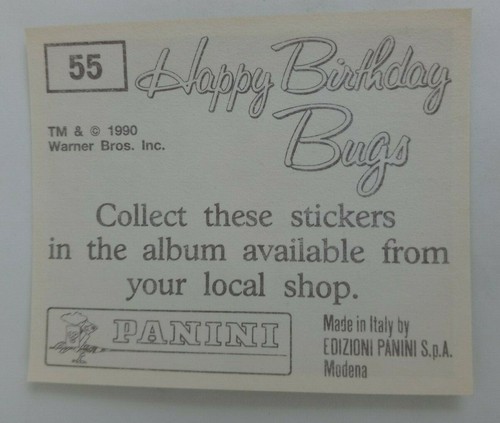 55
Happy Birthday
Bugs
TM & © 1990
Warner Bros. Inc.
Collect these stickers
in the album available from
your local shop.
PANINI
Made in Italy by
EDIZIONI PANINI S.p.A.
Modena